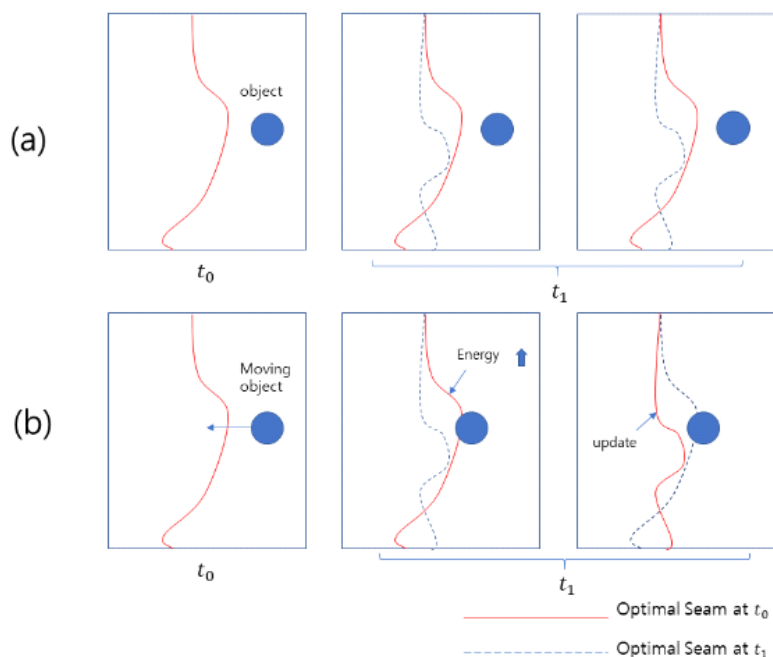 (a)
object
t₀
t₁
(b)
Moving
object
Energy
update
t₀
t₁
Optimal Seam at t₀
Optimal Seam at t₁